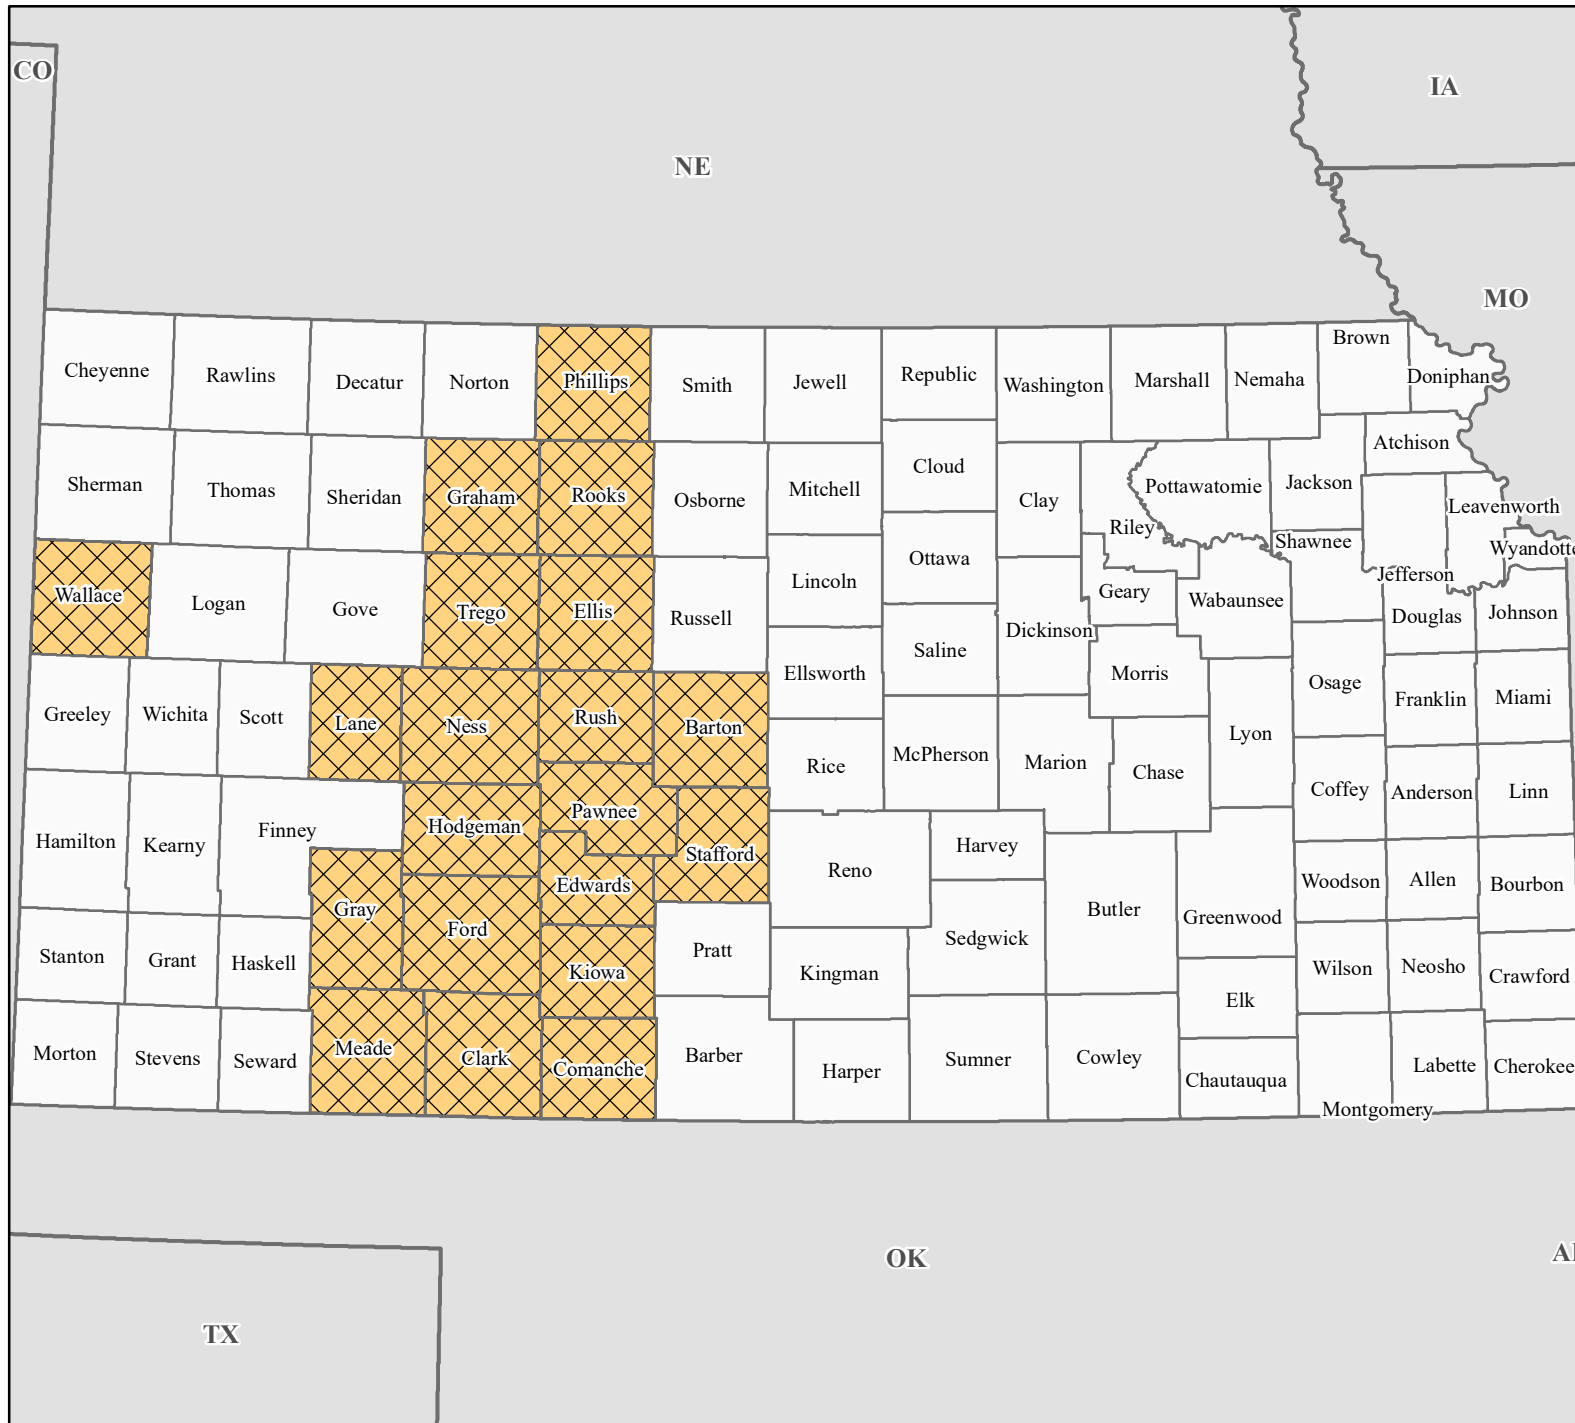 CO
IA
NE
MO
Brown
Cheyenne
Rawlins
Decatur
Norton
Phillips
Smith
Jewell
Republic
Washington
Marshall
Nemaha
Doniphan
Atchison
Sherman
Thomas
Sheridan
Graham
Rooks
Osborne
Mitchell
Cloud
Clay
Riley
Pottawatomie
Jackson
Leavenworth
Shawnee
Wyandotte
Jefferson
Wallace
Logan
Gove
Trego
Ellis
Russell
Lincoln
Ottawa
Geary
Wabaunsee
Douglas
Johnson
Dickinson
Saline
Ellsworth
Morris
Osage
Franklin
Miami
Greeley
Wichita
Scott
Lane
Ness
Rush
Barton
Rice
McPherson
Marion
Chase
Lyon
Coffey
Anderson
Linn
Hamilton
Kearny
Finney
Hodgeman
Pawnee
Stafford
Reno
Harvey
Edwards
Gray
Ford
Butler
Greenwood
Woodson
Allen
Bourbon
Stanton
Grant
Haskell
Kiowa
Pratt
Kingman
Sedgwick
Wilson
Neosho
Crawford
Elk
Morton
Stevens
Seward
Meade
Clark
Comanche
Barber
Harper
Sumner
Cowley
Chautauqua
Labette
Cherokee
Montgomery
OK
TX